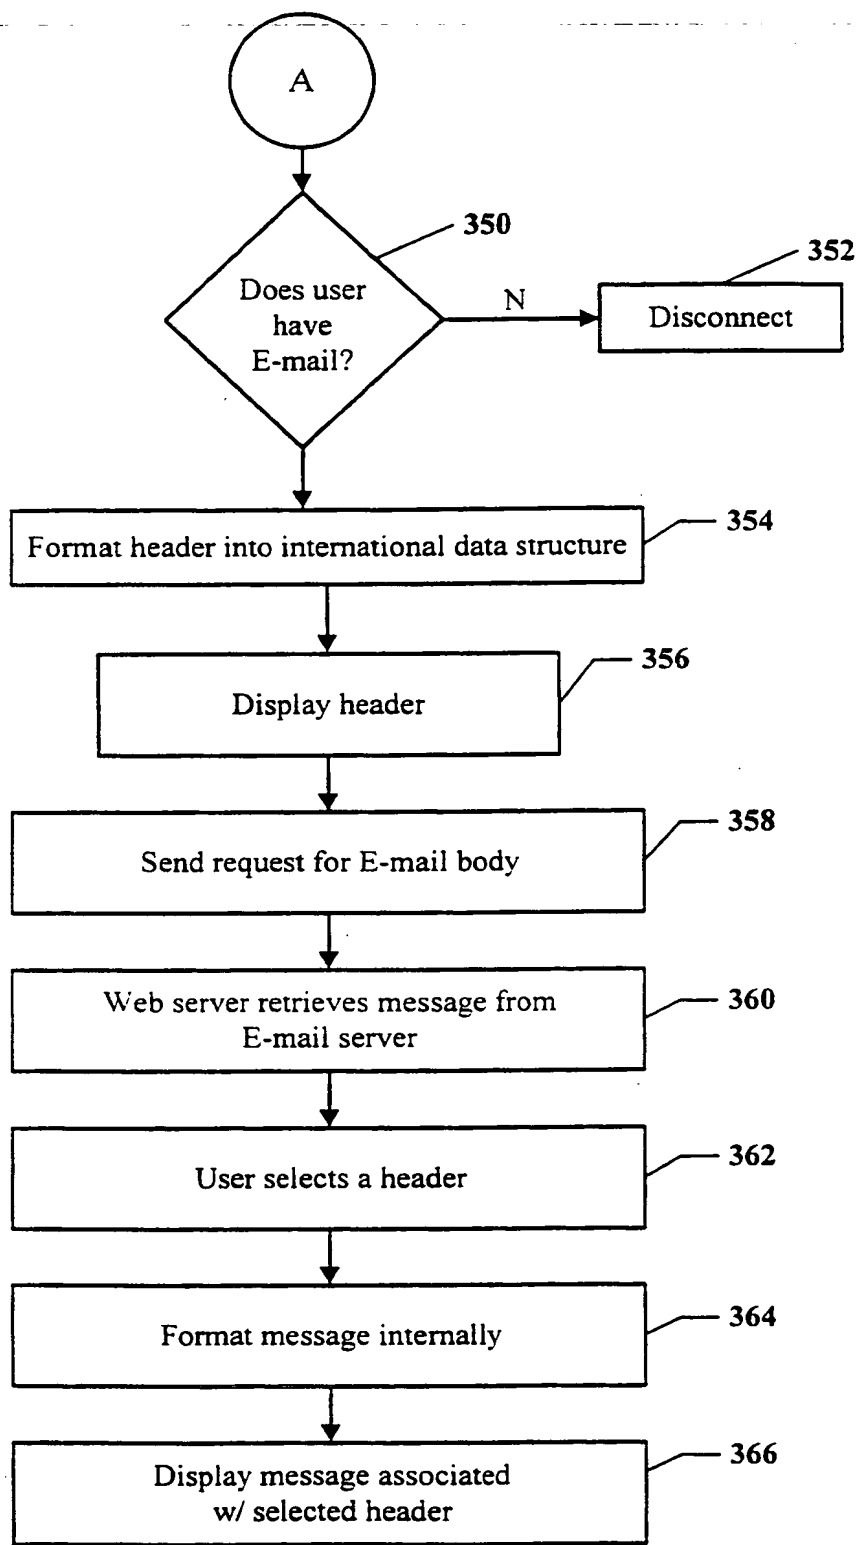 A
350
352
Does user
have
E-mail?
N
Disconnect
354
Format header into international data structure
356
Display header
358
Send request for E-mail body
360
Web server retrieves message from
E-mail server
362
User selects a header
364
Format message internally
366
Display message associated
w/ selected header